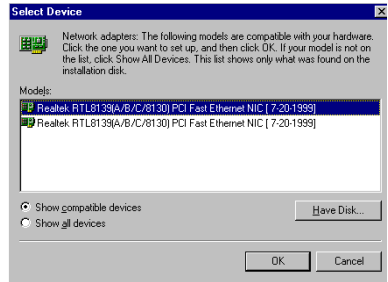 Select Device
Network adapters: The following models are compatible with your hardware.
Click the one you want to set up, and then click OK. If your model is not on
the list, click Show All Devices. This list shows only what was found on the
installation disk.
Models:
Realtek RTL8139(A/B/C/8130) PCI Fast Ethernet NIC [ 7-20-1999]
Realtek RTL8139(A/B/C/8130) PCI Fast Ethernet NIC [ 7-20-1999]
Show compatible devices
Show all devices
Have Disk...
OK
Cancel